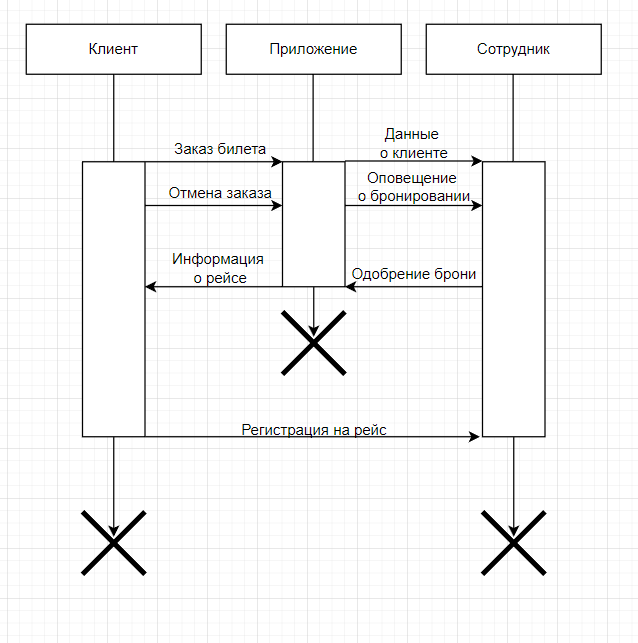 Клиент
Приложение
Сотрудник
Заказ билета
Данные
о клиенте
Отмена заказа
Оповещение
о бронировании
Информация
о рейсе
Одобрение брони
Регистрация на рейс